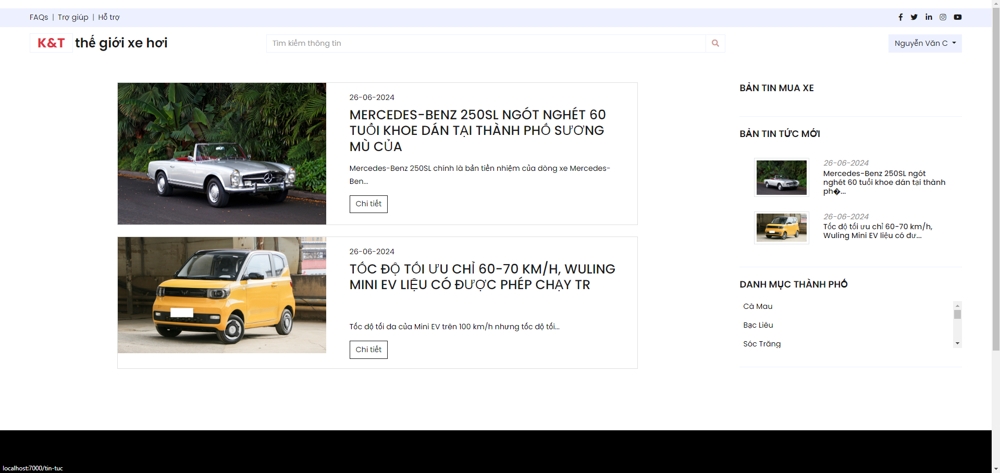 FAQs | Trợ giúp | Hỗ trợ
K&T thế giới xe hơi
Tìm kiếm thông tin
Nguyễn Văn C
26-06-2024
MERCEDES-BENZ 250SL NGÓT NGHÉT 60
TUỔI KHOE DÁN TẠI THÀNH PHỐ SƯƠNG
MÙ CỦA
Mercedes-Benz 250SL chính là bản tiền nhiệm của dòng xe Mercedes-
Ben...
Chi tiết
26-06-2024
TỐC ĐỘ TỐI ƯU CHỈ 60-70 KM/H, WULING
MINI EV LIỆU CÓ ĐƯỢC PHÉP CHẠY TR
Tốc độ tối đa của Mini EV trên 100 km/h nhưng tốc độ tối...
Chi tiết
BẢN TIN MUA XE
BẢN TIN TỨC MỚI
26-06-2024
Mercedes-Benz 250SL ngót
nghét 60 tuổi khoe dán tại thành
ph�...
26-06-2024
Tốc độ tối ưu chỉ 60-70 km/h,
Wuling Mini EV liệu có đư...
DANH MỤC THÀNH PHỐ
Cà Mau
Bạc Liêu
Sóc Trăng
localhost:7000/tin-tuc